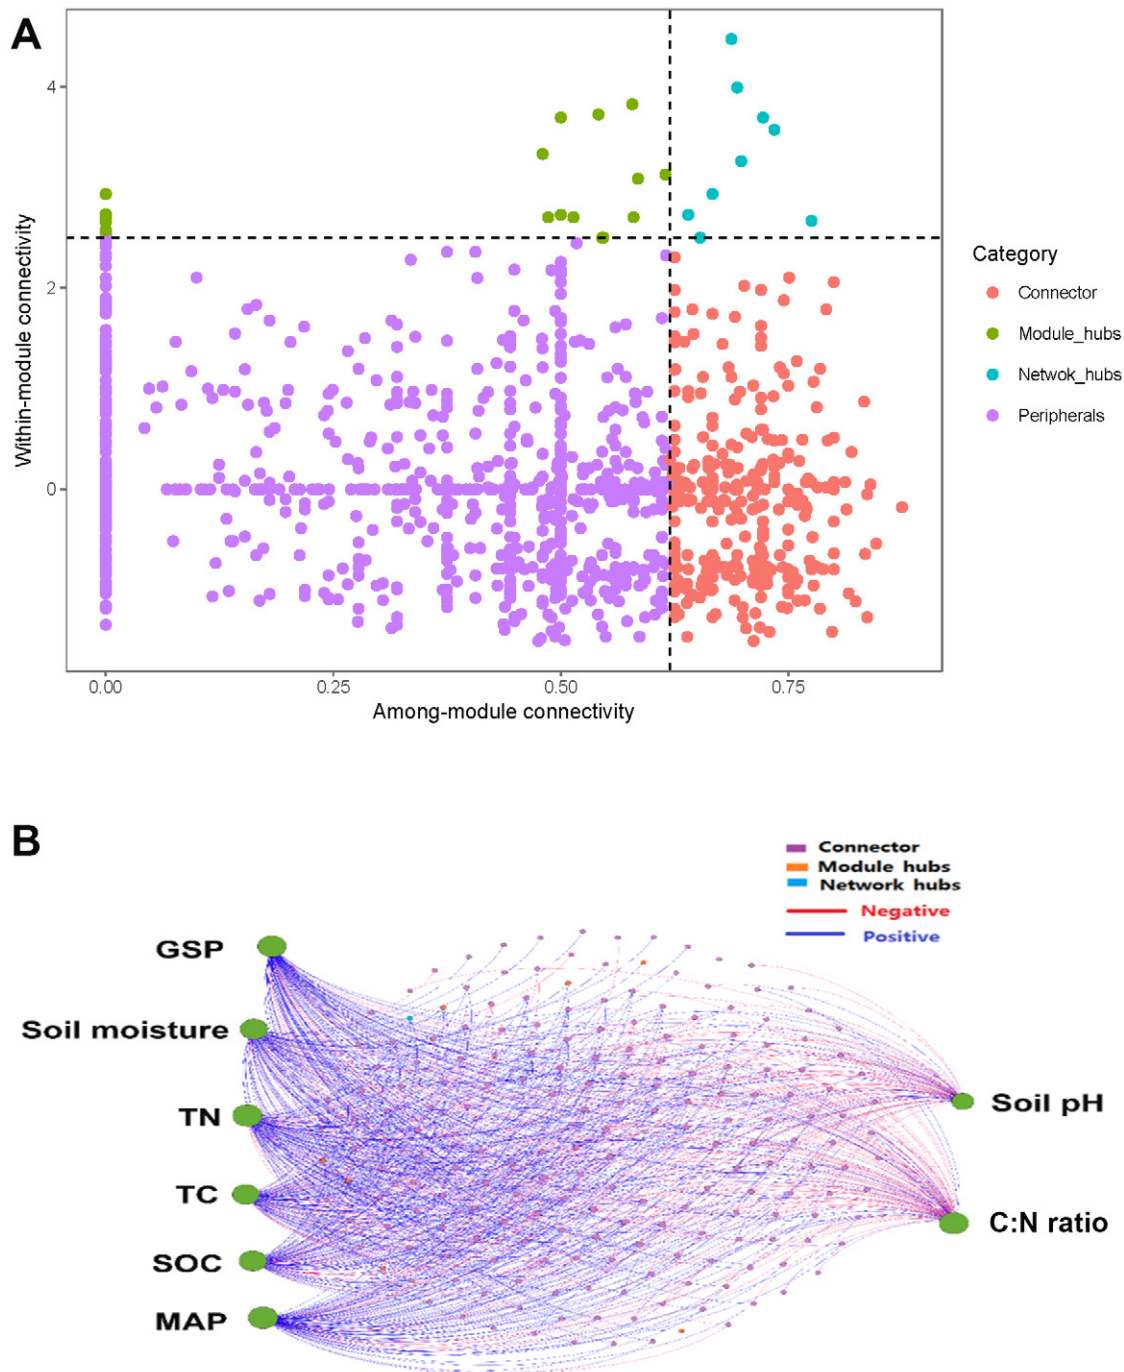 A
4
2
0
Within-module connectivity
0.00 0.25 0.50 0.75
Among-module connectivity
Category
Connector
Module_hubs
Netwok_hubs
Peripherals
B
Connector
Module hubs
Network hubs
Negative
Positive
GSP
Soil moisture
TN
TC
SOC
MAP
Soil pH
C:N ratio